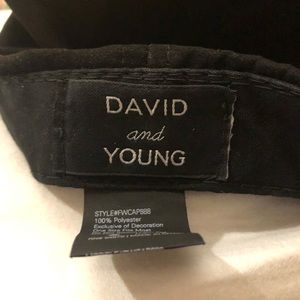 DAVID
and
YOUNG
STYLE#FWCAP888
100% Polyester
Exclusive of Decoration
One Size Fits Most